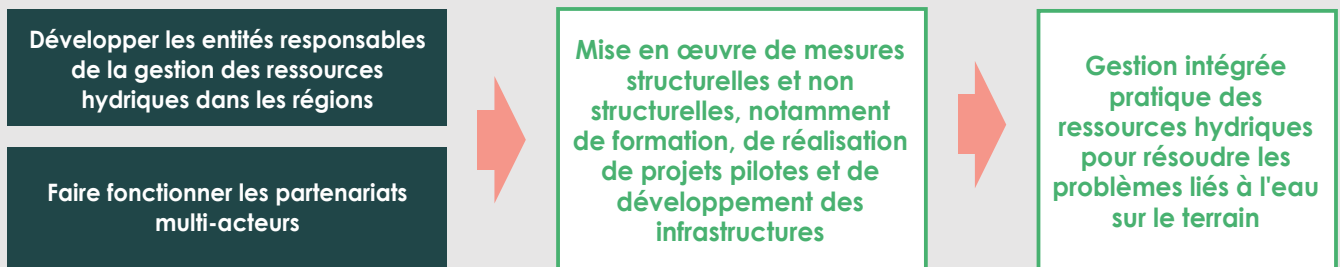 Développer les entités responsables
de la gestion des ressources
hydriques dans les régions
Faire fonctionner les partenariats
multi-acteurs
Mise en œuvre de mesures
structurelles et non
structurelles, notamment
de formation, de réalisation
de projets pilotes et de
développement des
infrastructures
Gestion intégrée
pratique des
ressources hydriques
pour résoudre les
problèmes liés à l'eau
sur le terrain